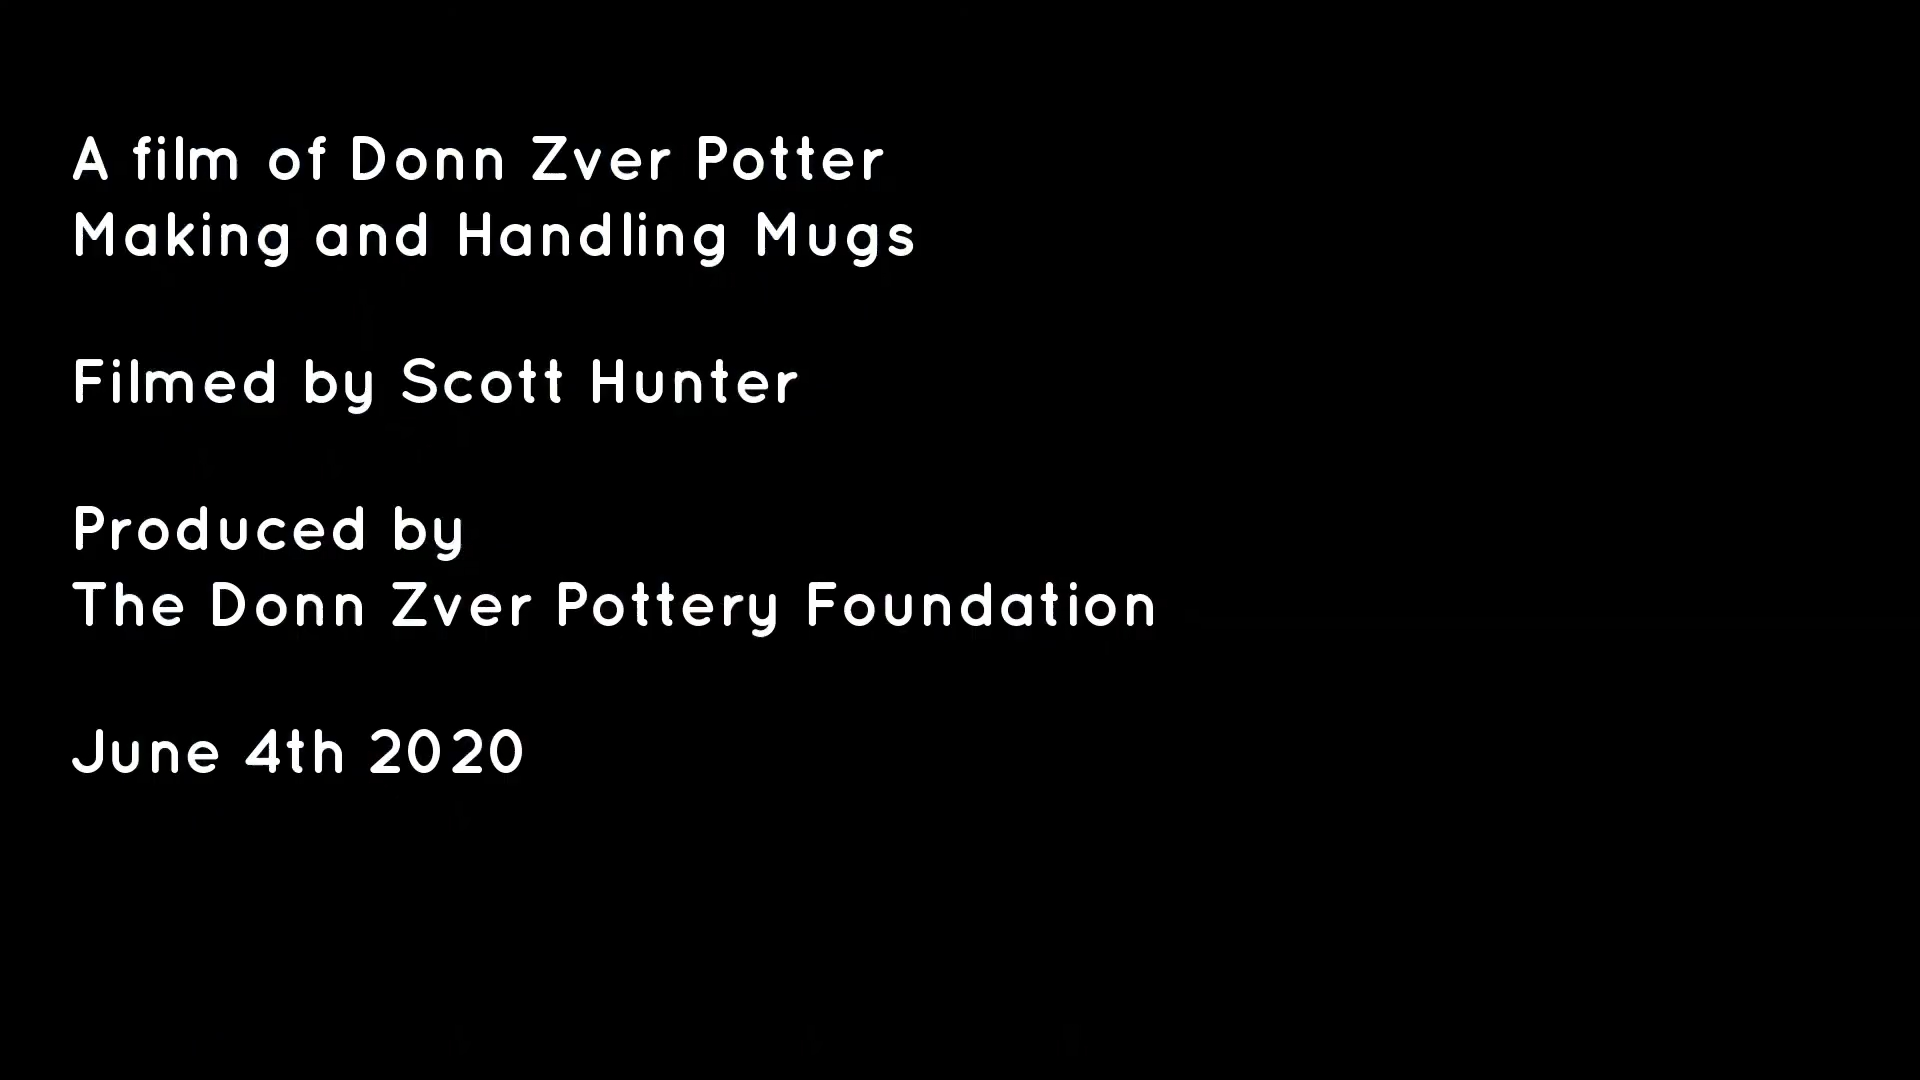 A film of Donn Zver Potter
Making and Handling Mugs
Filmed by Scott Hunter
Produced by
The Donn Zver Pottery Foundation
June 4th 2020